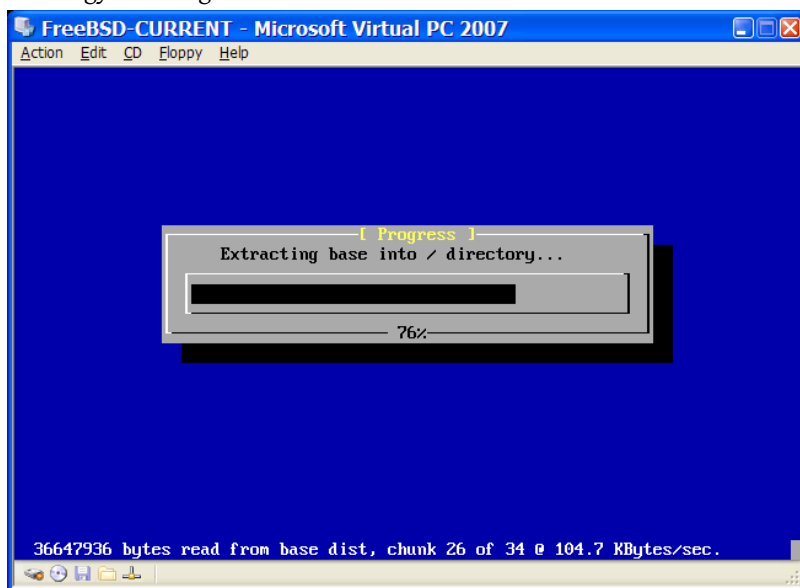 FreeBSD-CURRENT - Microsoft Virtual PC 2007
Action Edit CD Floppy Help
[ Progress ]
Extracting base into / directory...
76%
36647936 bytes read from base dist, chunk 26 of 34 @ 104.7 KBytes/sec.